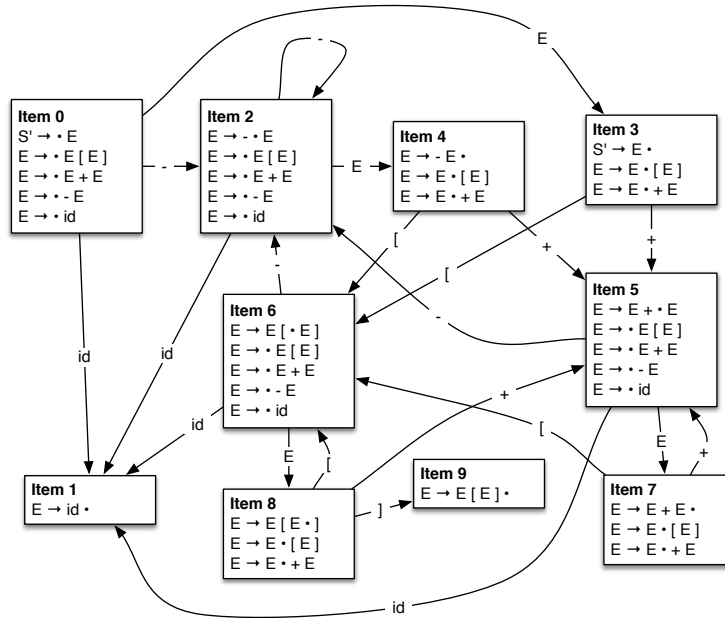 E
-
Item 0
S' → • E
E → • E [ E ]
E → • E + E
E → • - E
E → • id
-
Item 2
E → - • E
E → • E [ E ]
E → • E + E
E → • - E
E → • id
E
Item 4
E → - E •
E → E • [ E ]
E → E • + E
Item 3
S' → E •
E → E • [ E ]
E → E • + E
[
+
[
+
-
-
Item 6
E → E [ • E ]
E → • E [ E ]
E → • E + E
E → • - E
E → • id
Item 5
E → E + • E
E → • E [ E ]
E → • E + E
E → • - E
E → • id
id
id
id
+
[
E
[
E
+
Item 1
E → id •
Item 8
E → E [ E • ]
E → E • [ E ]
E → E • + E
]
Item 9
E → E [ E ] •
Item 7
E → E + E •
E → E • [ E ]
E → E • + E
id